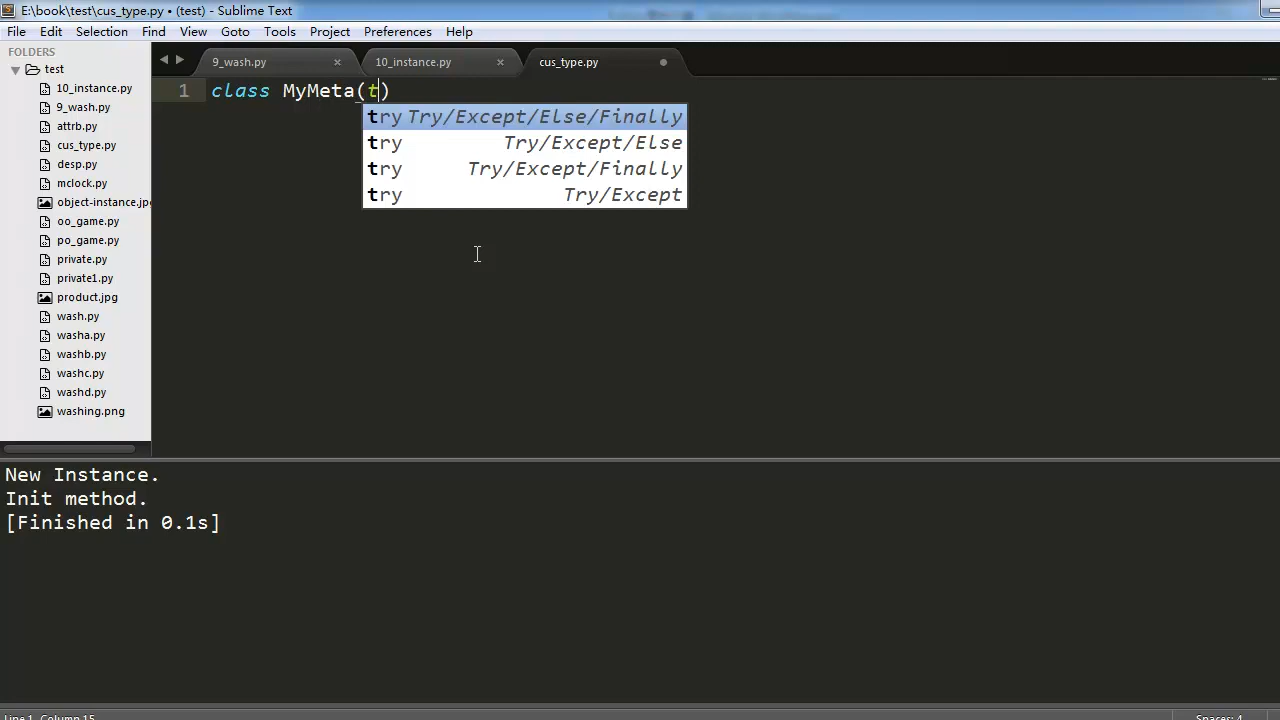 E:\book\test\cus_type.py • (test) - Sublime Text
File Edit Selection Find View Goto Tools Project Preferences Help
FOLDERS
test
10_instance.py
9_wash.py
attrb.py
cus_type.py
desp.py
mclock.py
object-instance.jp
oo_game.py
po_game.py
private.py
private1.py
product.jpg
wash.py
washa.py
washb.py
washc.py
washd.py
washing.png
9_wash.py × 10_instance.py × cus_type.py
1 class MyMeta(t)
try Try/Except/Else/Finally
try Try/Except/Else
try Try/Except/Finally
try Try/Except
New Instance.
Init method.
[Finished in 0.1s]
Line 1, Column 15 Spaces: 4